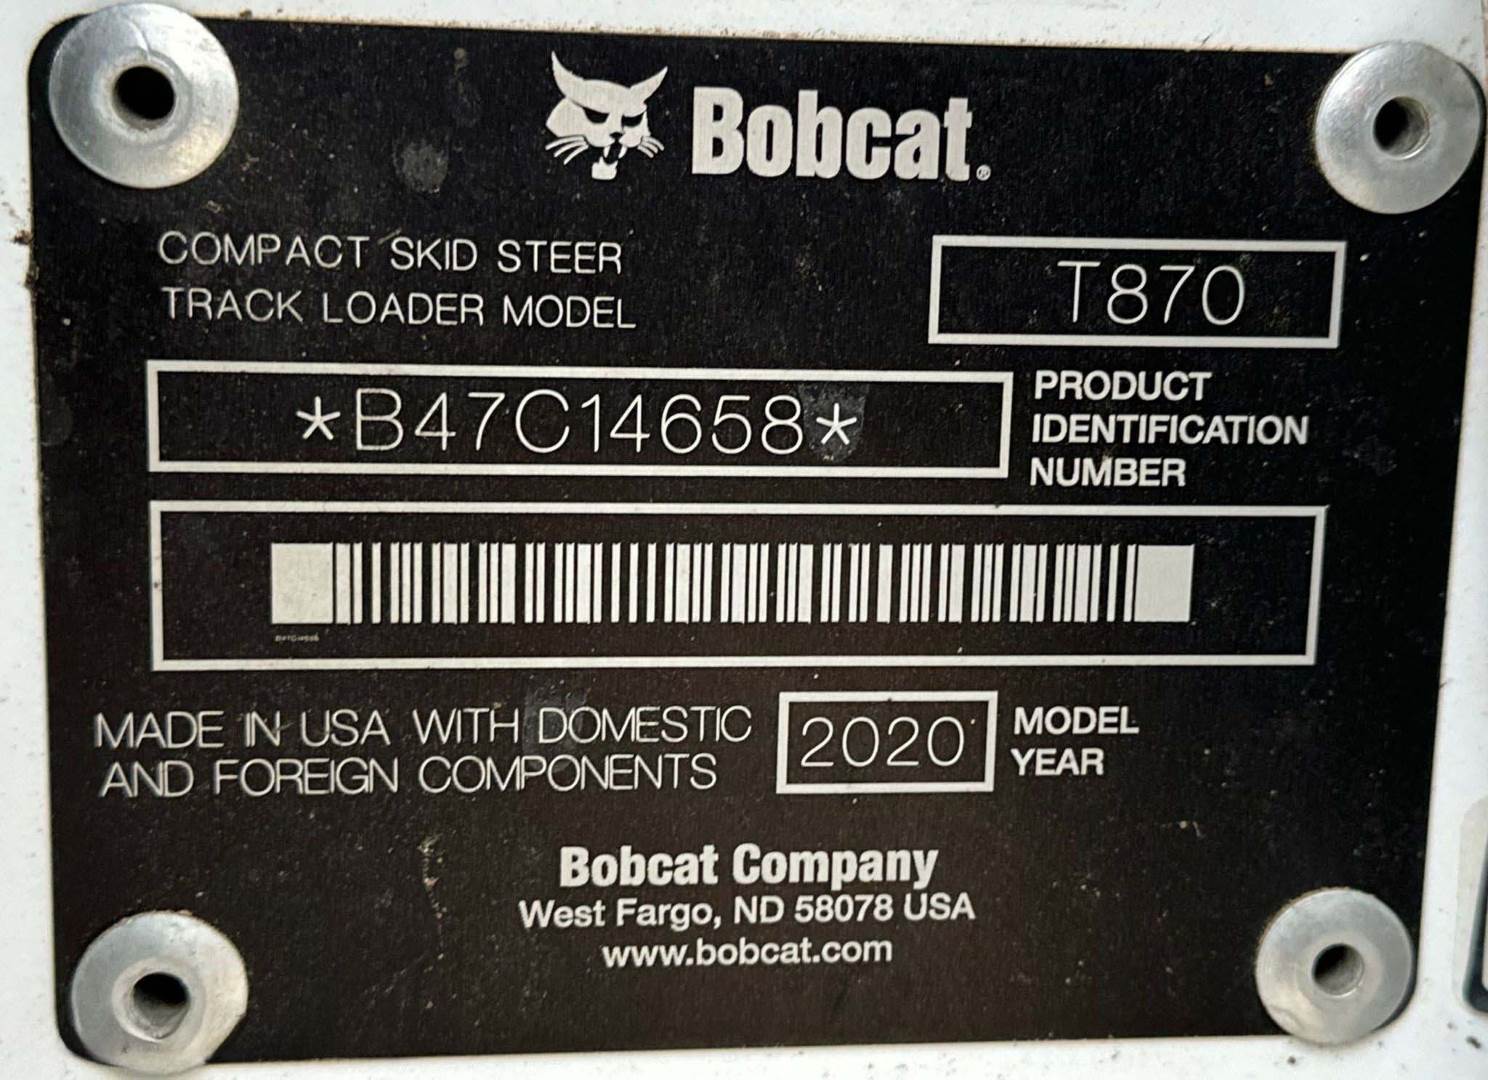 Bobcat®
COMPACT SKID STEER
TRACK LOADER MODEL
T870
*B47C14658*
PRODUCT
IDENTIFICATION
NUMBER
B47C14658
MADE IN USA WITH DOMESTIC
AND FOREIGN COMPONENTS
2020
MODEL
YEAR
Bobcat Company
West Fargo, ND 58078 USA
www.bobcat.com